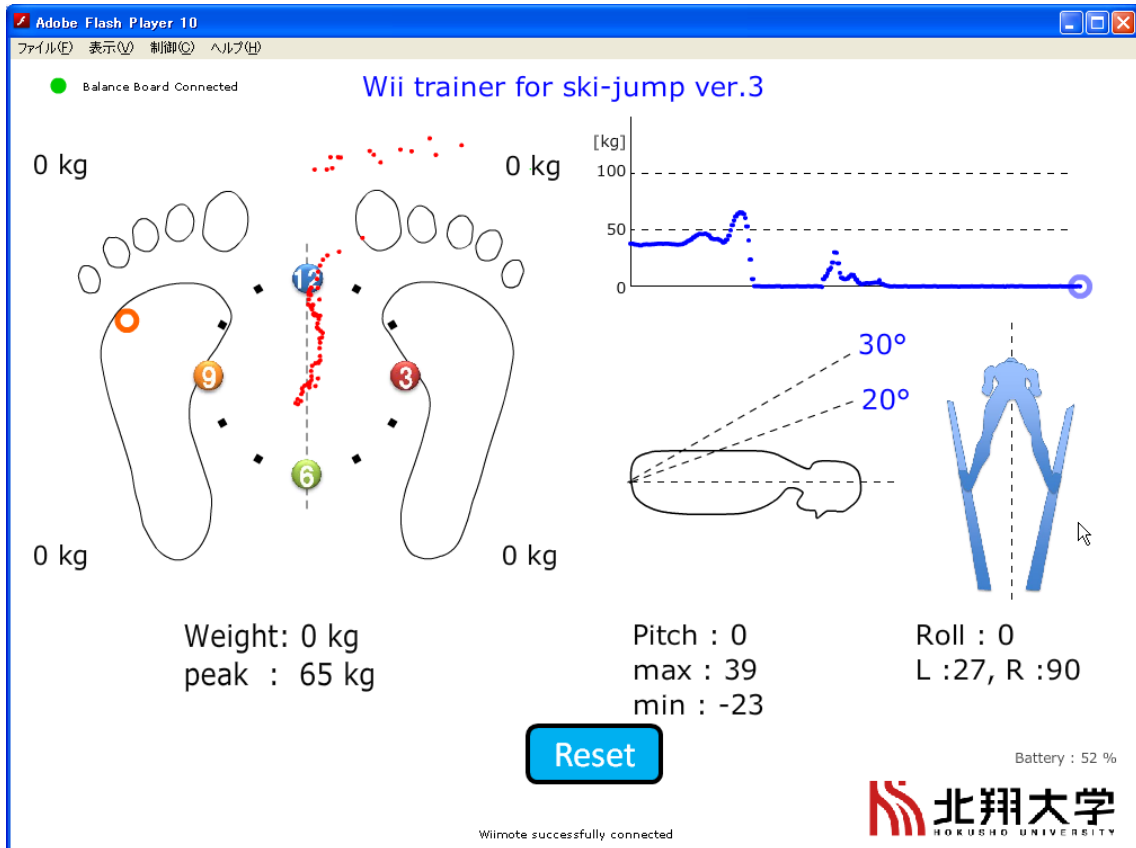 Adobe Flash Player 10
ファイル(F) 表示(V) 制御(C) ヘルプ(H)
Balance Board Connected
Wii trainer for ski-jump ver.3
0 kg
0 kg
[kg]
100
50
0
12
9
3
6
30°
20°
0 kg
0 kg
Weight: 0 kg
peak : 65 kg
Pitch : 0
max : 39
min : -23
Roll : 0
L :27, R :90
Reset
Battery : 52 %
北翔大学
HOKUSHO UNIVERSITY
Wiimote successfully connected